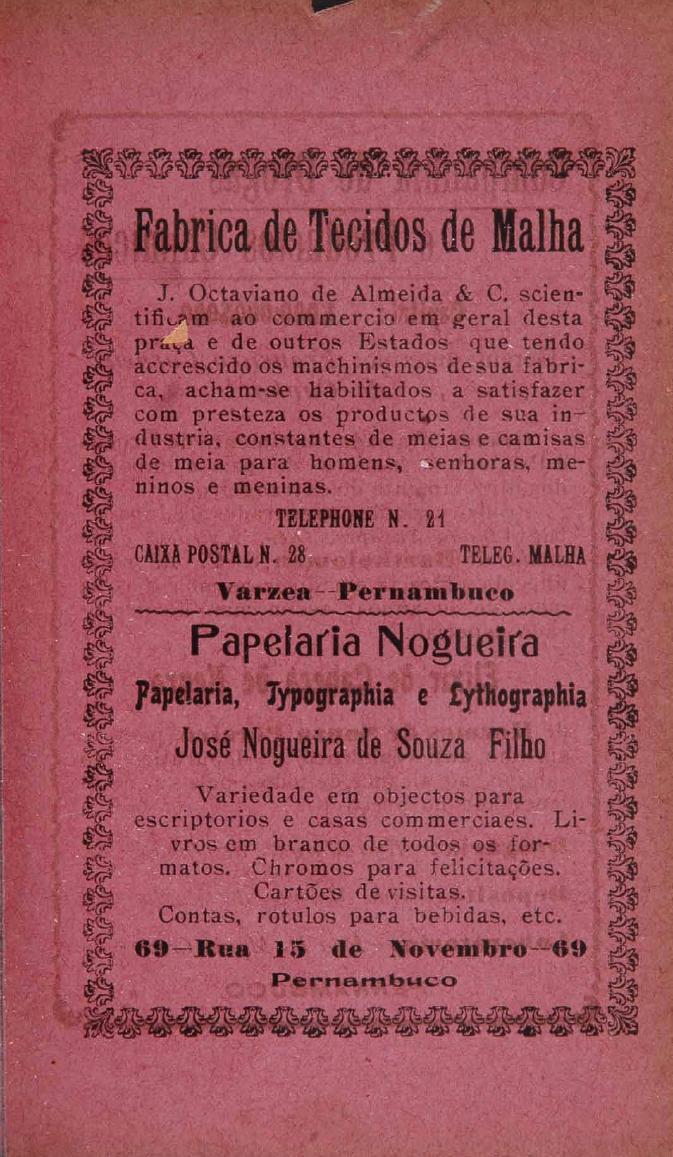 Fabrica de Tecidos de Malha
J. Octaviano de Almeida & C. scien-
tificam ao commercio em geral desta
praça e de outros Estados que tendo
accrescido os machinismos desua fabri-
ca, acham-se habilitados a satisfazer
com presteza os productos de sua in-
dustria, constantes de meias e camisas
de meia para homens, senhoras, me-
ninos e meninas.
TELEPHONE N. 21
CAIXA POSTAL N. 28 TELEG. MALHA
Varzea--Pernambuco
Papelaria Nogueira
Papelaria, Typographia e Lythographia
José Nogueira de Souza Filho
Variedade em objectos para
escriptorios e casas commerciaes. Li-
vros em branco de todos os for-
matos. Chromos para felicitações.
Cartões de visitas.
Contas, rotulos para bebidas, etc.
69—Rua 15 de Novembro—69
Pernambuco